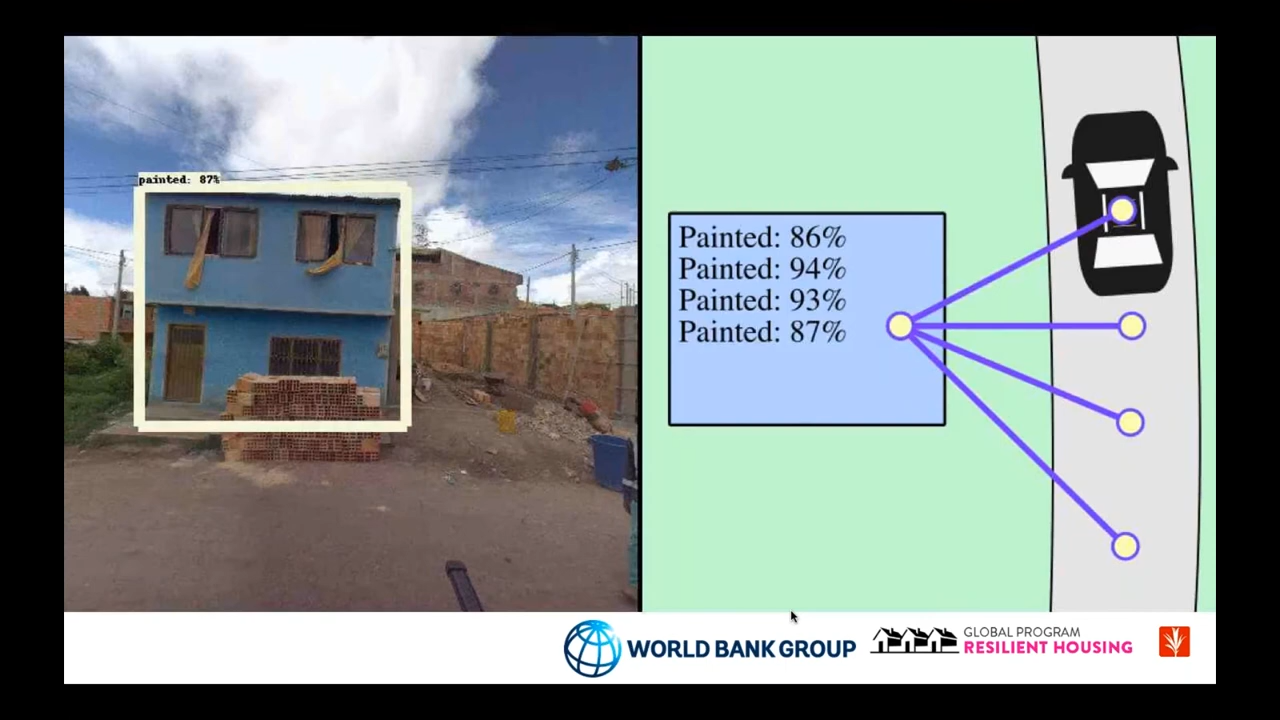 painted: 87%
Painted: 86%
Painted: 94%
Painted: 93%
Painted: 87%
WORLD BANK GROUP
GLOBAL PROGRAM
RESILIENT HOUSING